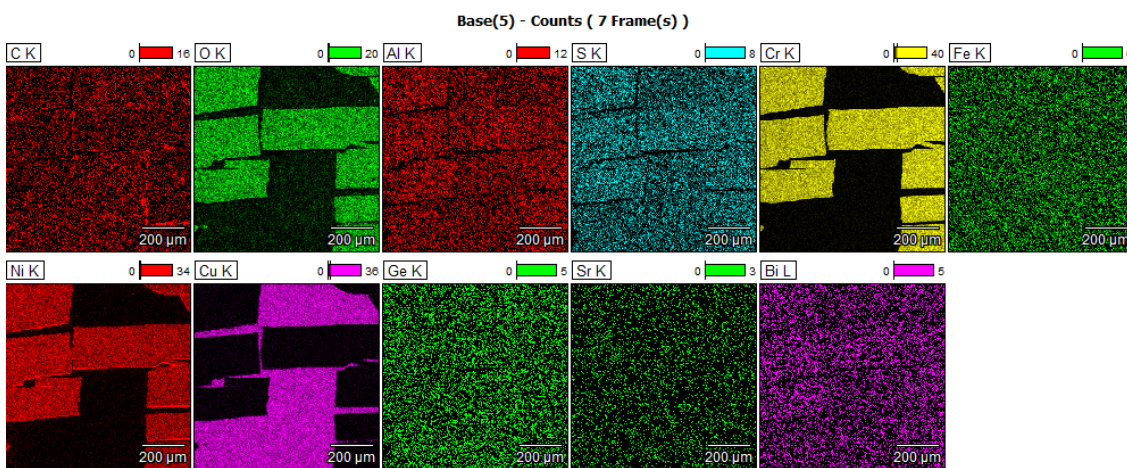 Base(5) - Counts ( 7 Frame(s) )
C K 0 16 O K 0 20 Al K 0 12 S K 0 8 Cr K 0 40 Fe K 0
200 µm 200 µm 200 µm 200 µm 200 µm 200 µm
Ni K 0 34 Cu K 0 36 Ge K 0 5 Sr K 0 3 Bi L 0 5
200 µm 200 µm 200 µm 200 µm 200 µm